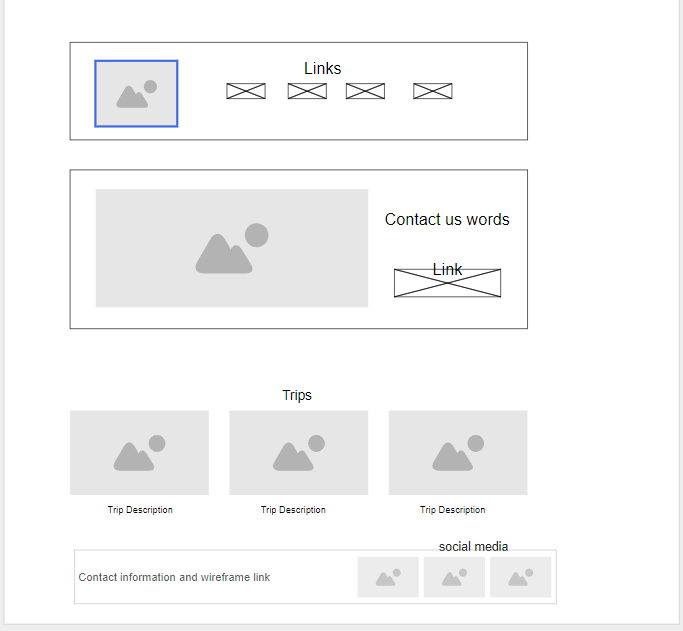 Links
Contact us words
Link
Trips
Trip Description
Trip Description
Trip Description
social media
Contact information and wireframe link